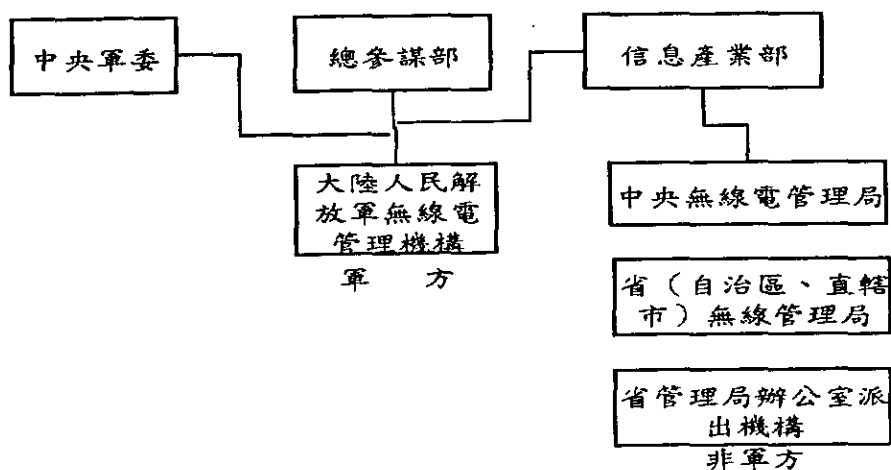 中央軍委
總參謀部
信息產業部
大陸人民解
放軍無線電
管理機構
軍方
中央無線電管理局
省（自治區、直轄
市）無線管理局
省管理局辦公室派
出機構
非軍方